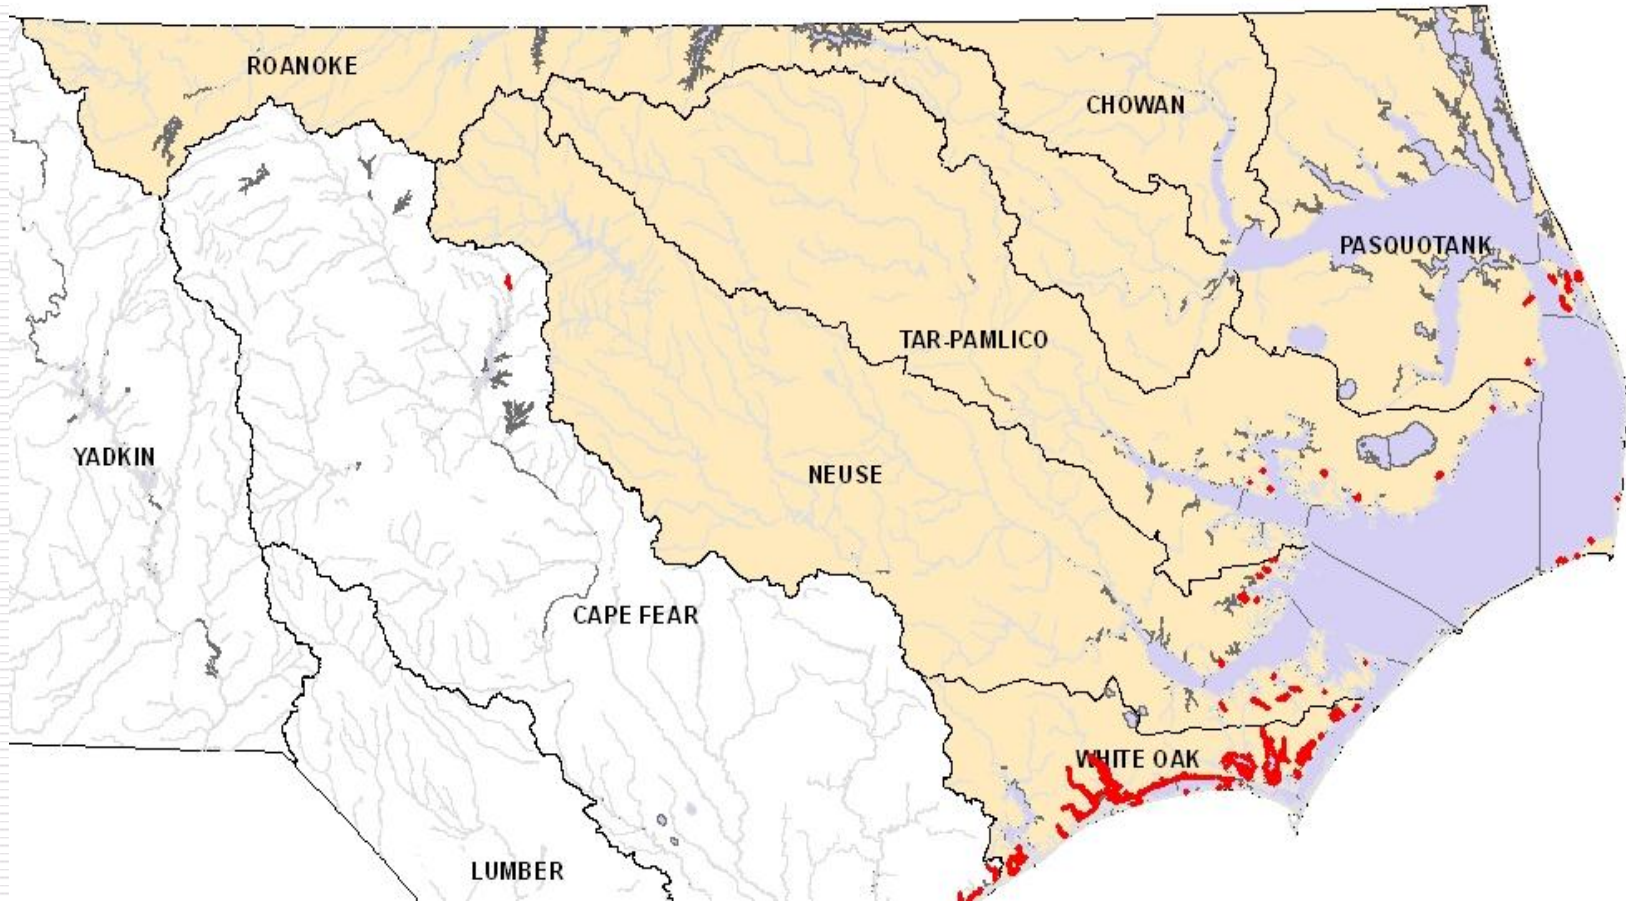 ROANOKE
CHOWAN
PASQUOTANK
TAR-PAMLICO
YADKIN
NEUSE
CAPE FEAR
WHITE OAK
LUMBER